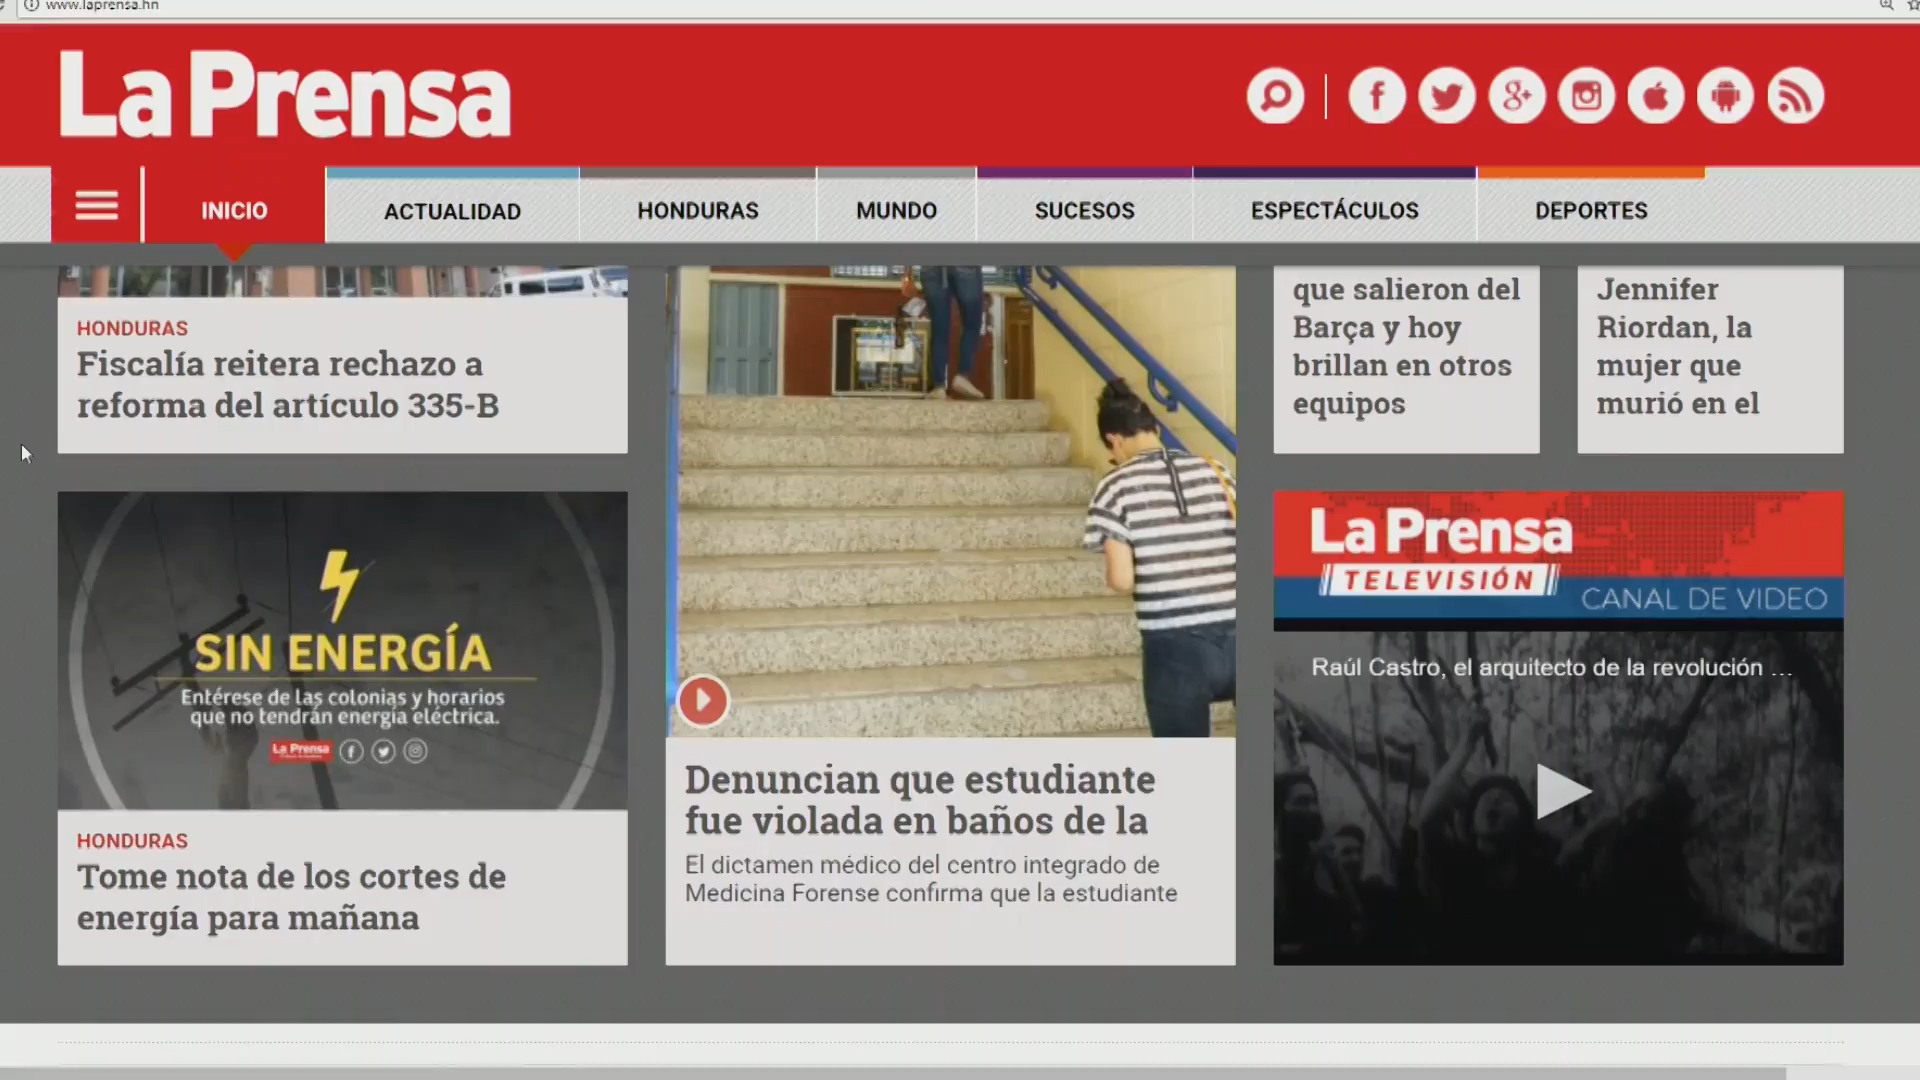 www.laprensa.hn
La Prensa
INICIO
ACTUALIDAD
HONDURAS
MUNDO
SUCESOS
ESPECTÁCULOS
DEPORTES
HONDURAS
Fiscalía reitera rechazo a
reforma del artículo 335-B
SIN ENERGÍA
Entérese de las colonias y horarios
que no tendrán energía eléctrica.
La Prensa
HONDURAS
Tome nota de los cortes de
energía para mañana
Denuncian que estudiante
fue violada en baños de la
El dictamen médico del centro integrado de
Medicina Forense confirma que la estudiante
que salieron del
Barça y hoy
brillan en otros
equipos
Jennifer
Riordan, la
mujer que
murió en el
La Prensa
TELEVISIÓN
CANAL DE VIDEO
Raúl Castro, el arquitecto de la revolución ...